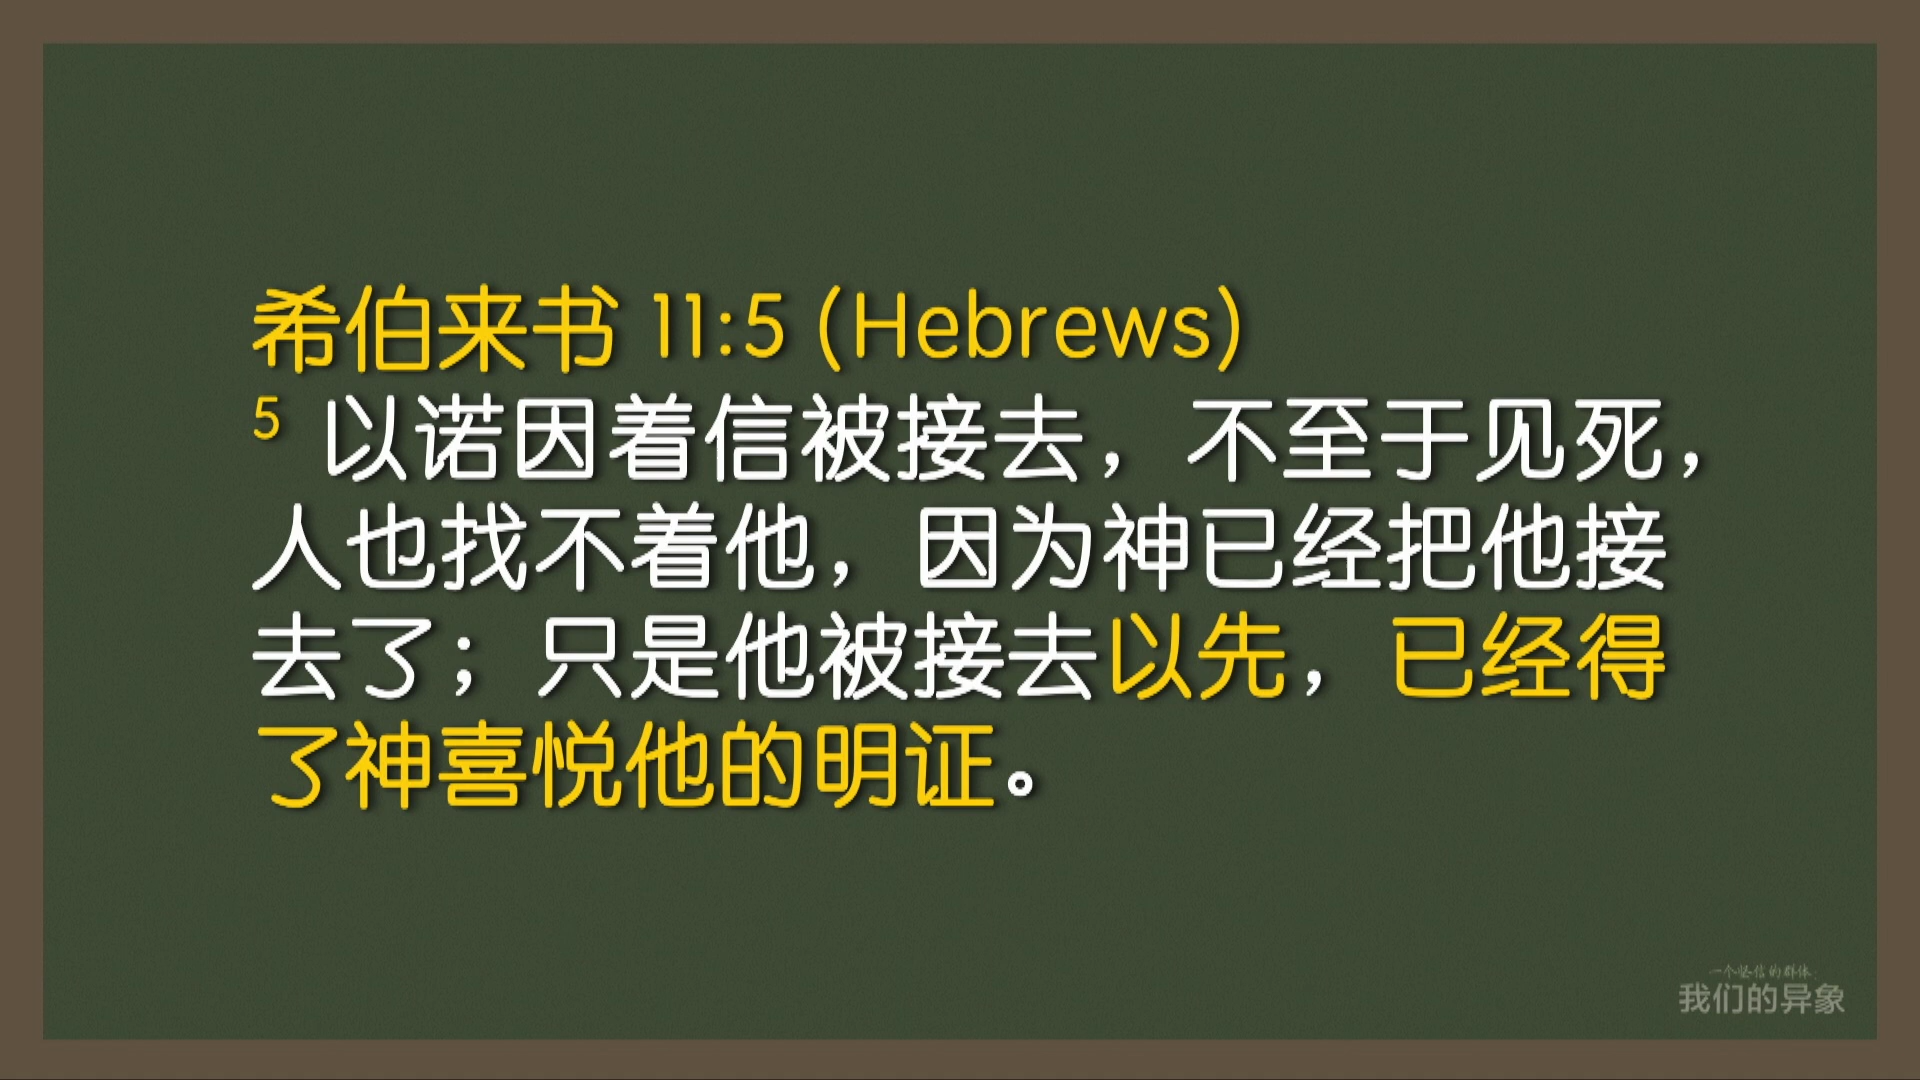 希伯来书 11:5 (Hebrews)
5 以诺因着信被接去，不至于见死，
人也找不着他，因为神已经把他接
去了；只是他被接去以先，已经得
了神喜悦他的明证。
一个坚信的群体：
我们的异象